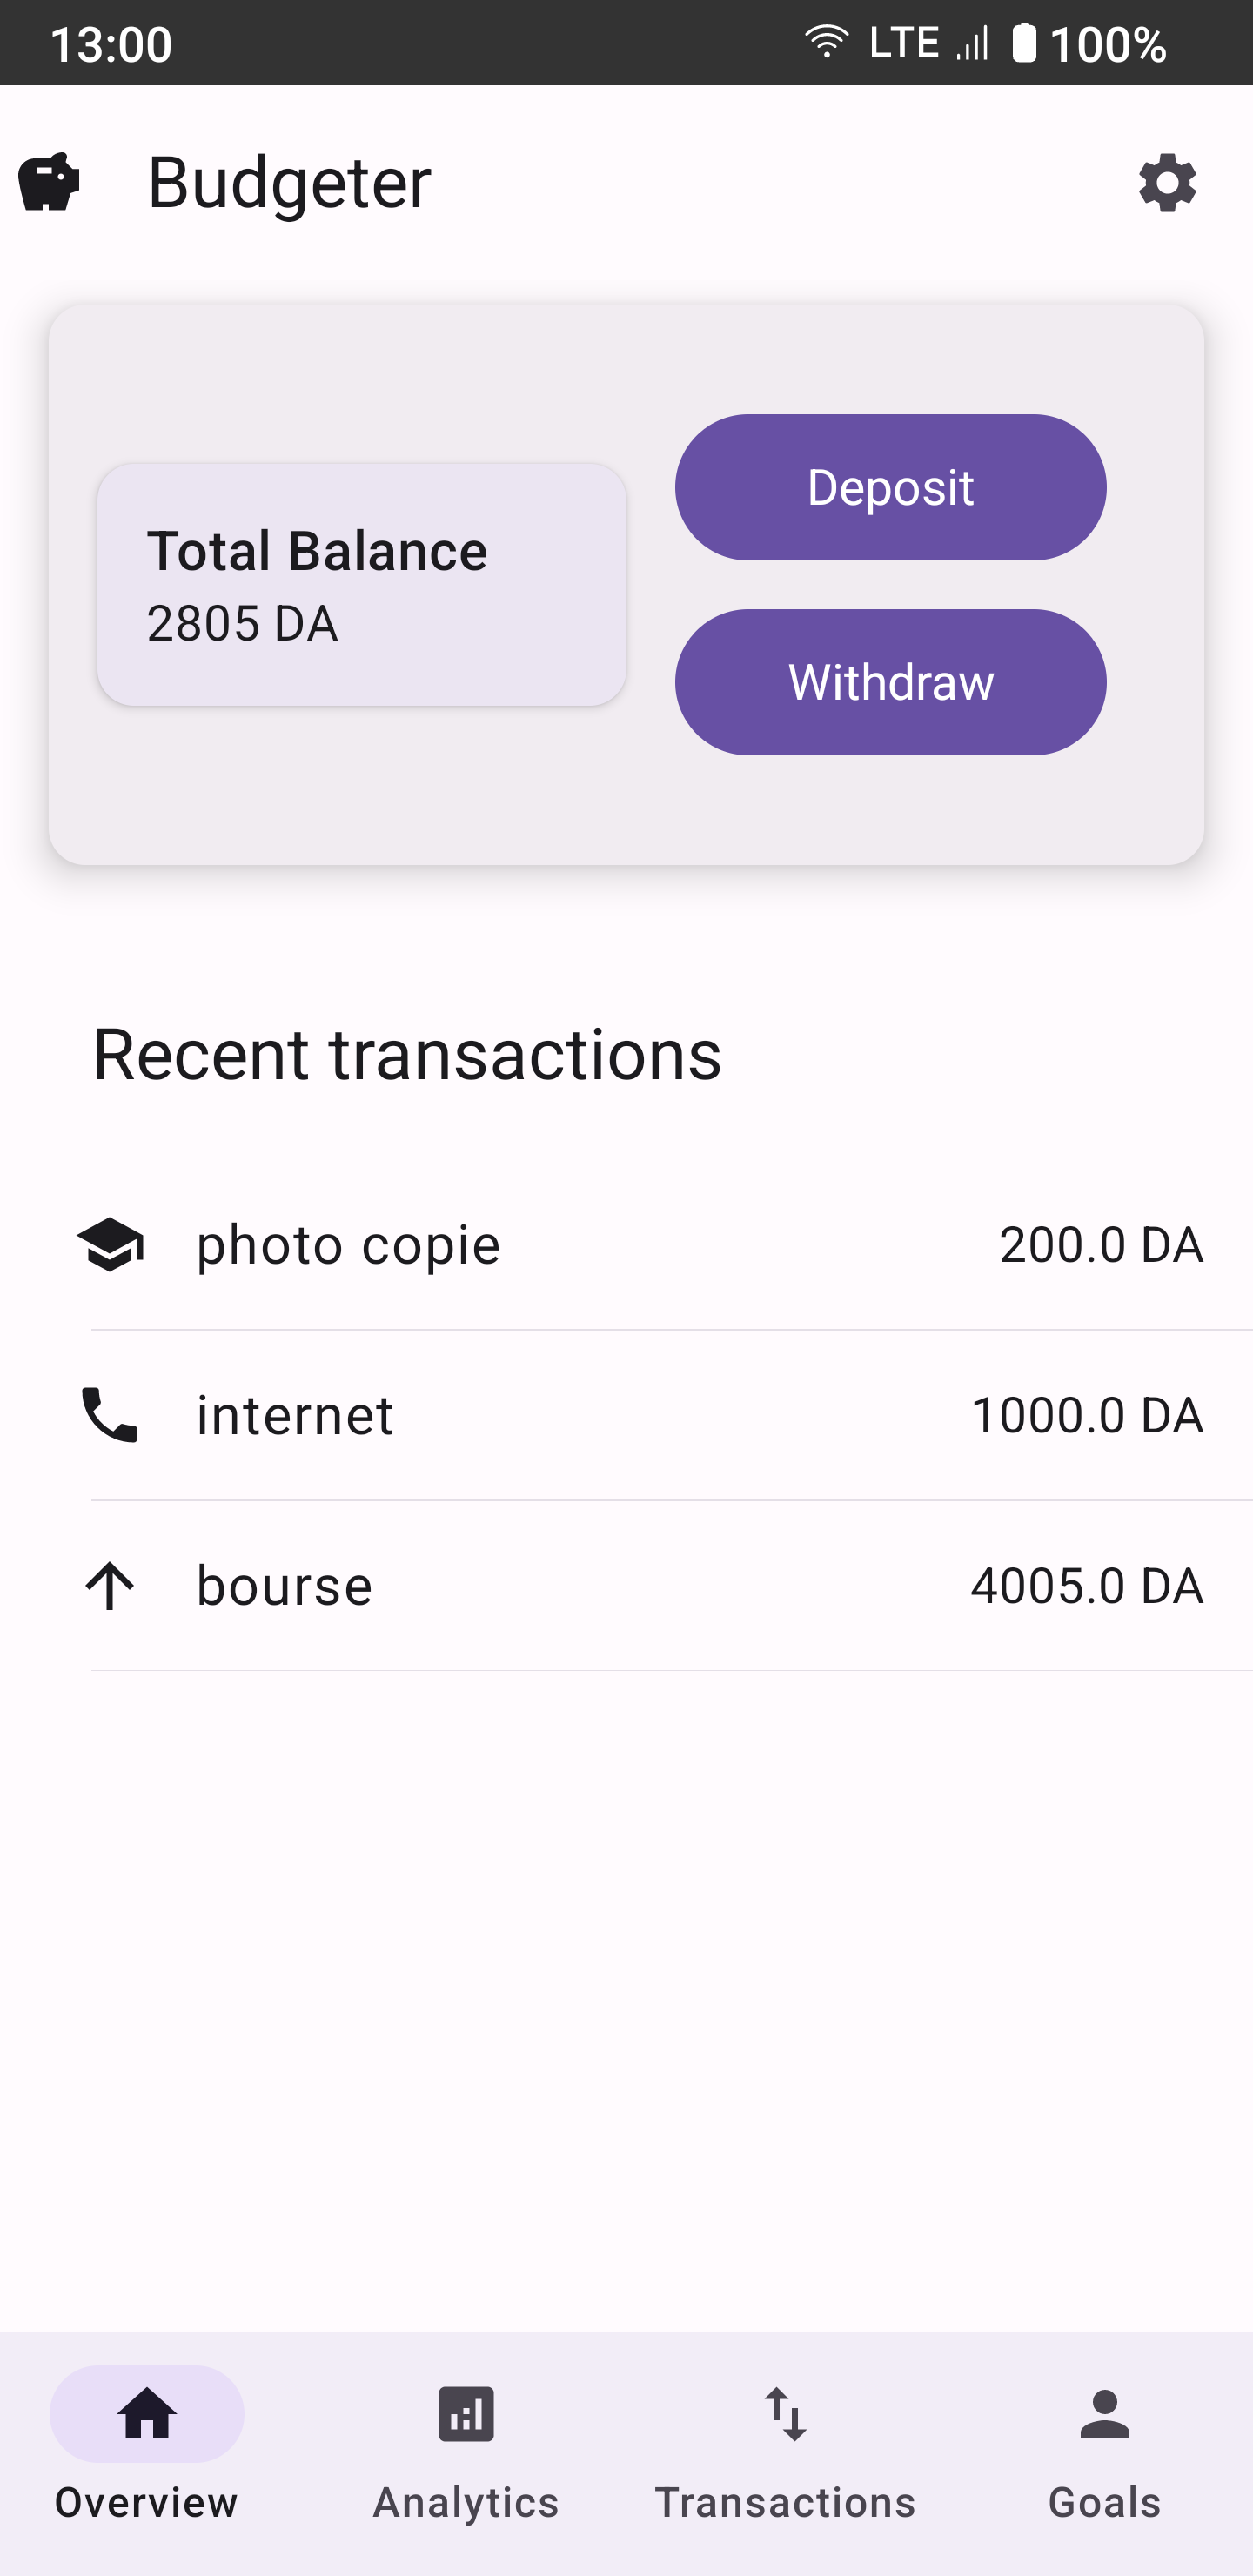 13:00 LTE 100%
Budgeter
Total Balance
2805 DA
Deposit
Withdraw
Recent transactions
photo copie 200.0 DA
internet 1000.0 DA
bourse 4005.0 DA
Overview Analytics Transactions Goals